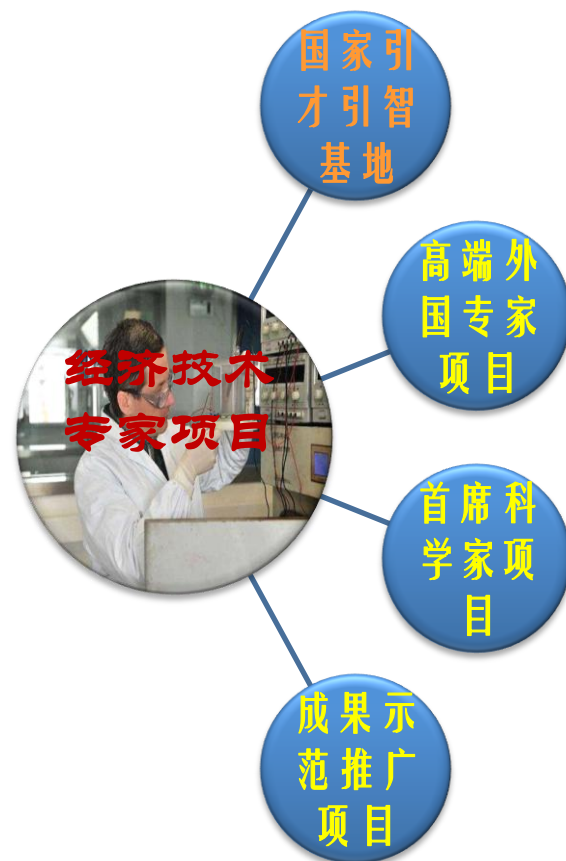 国家引
才引智
基地
高端外
国专家
项目
经济技术
专家项目
首席科
学家项
目
成果示
范推广
项目